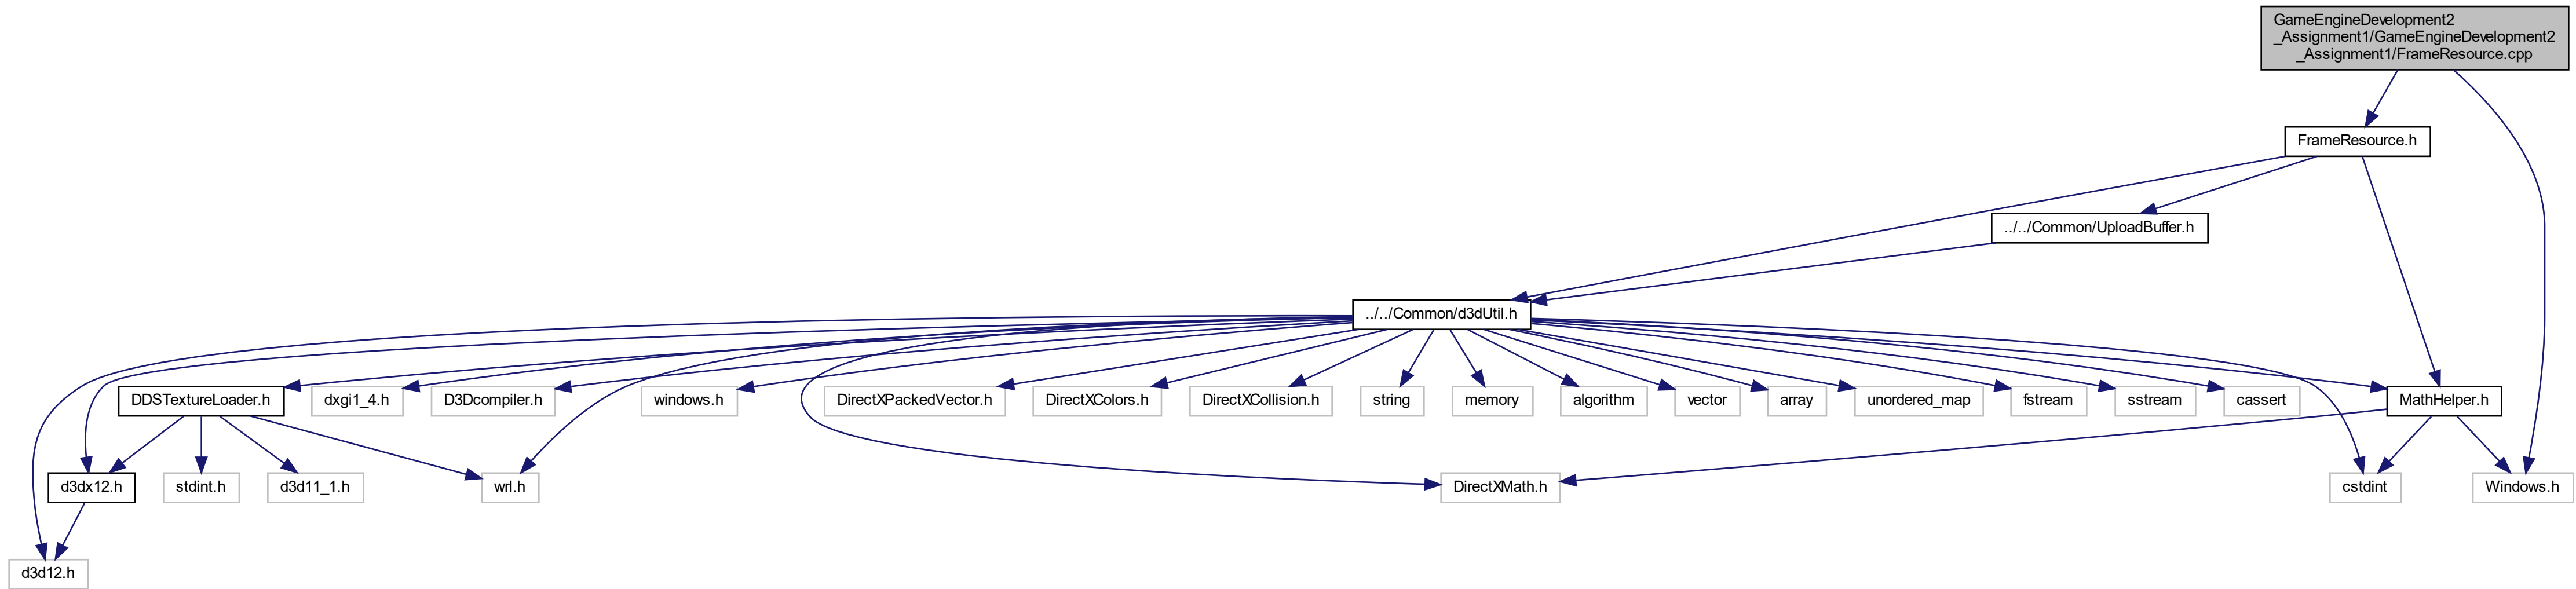 GameEngineDevelopment2
_Assignment1/GameEngineDevelopment2
_Assignment1/FrameResource.cpp
FrameResource.h
../../Common/UploadBuffer.h
../../Common/d3dUtil.h
DDSTextureLoader.h
dxgi1_4.h
D3Dcompiler.h
windows.h
DirectXPackedVector.h
DirectXColors.h
DirectXCollision.h
string
memory
algorithm
vector
array
unordered_map
fstream
sstream
cassert
MathHelper.h
d3dx12.h
stdint.h
d3d11_1.h
wrl.h
DirectXMath.h
cstdint
Windows.h
d3d12.h